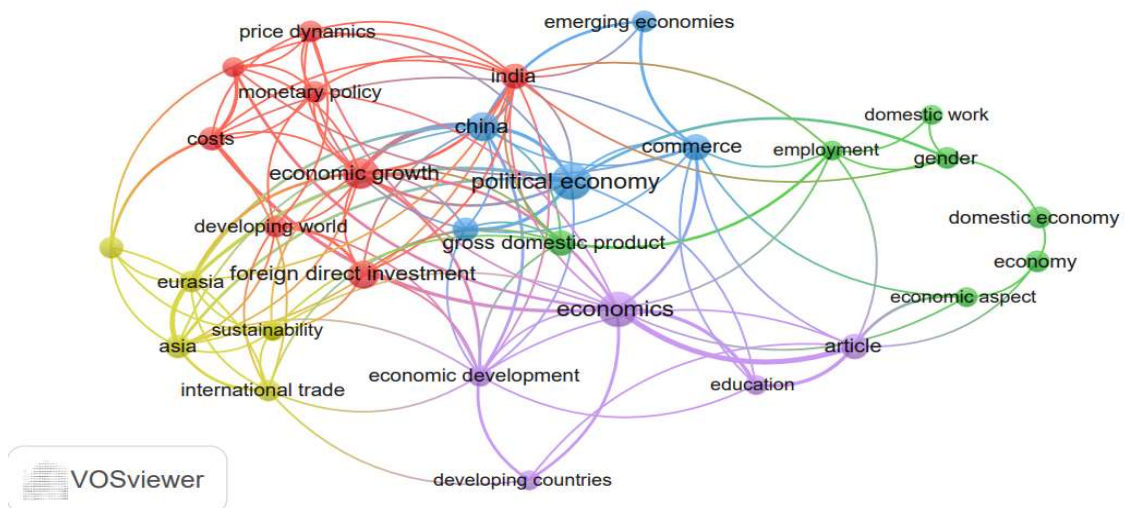 emerging economies
price dynamics
india
monetary policy
domestic work
china
costs
commerce
employment
gender
economic growth
political economy
domestic economy
developing world
gross domestic product
economy
foreign direct investment
eurasia
economic aspect
economics
sustainability
asia
article
economic development
education
international trade
developing countries
VOSviewer